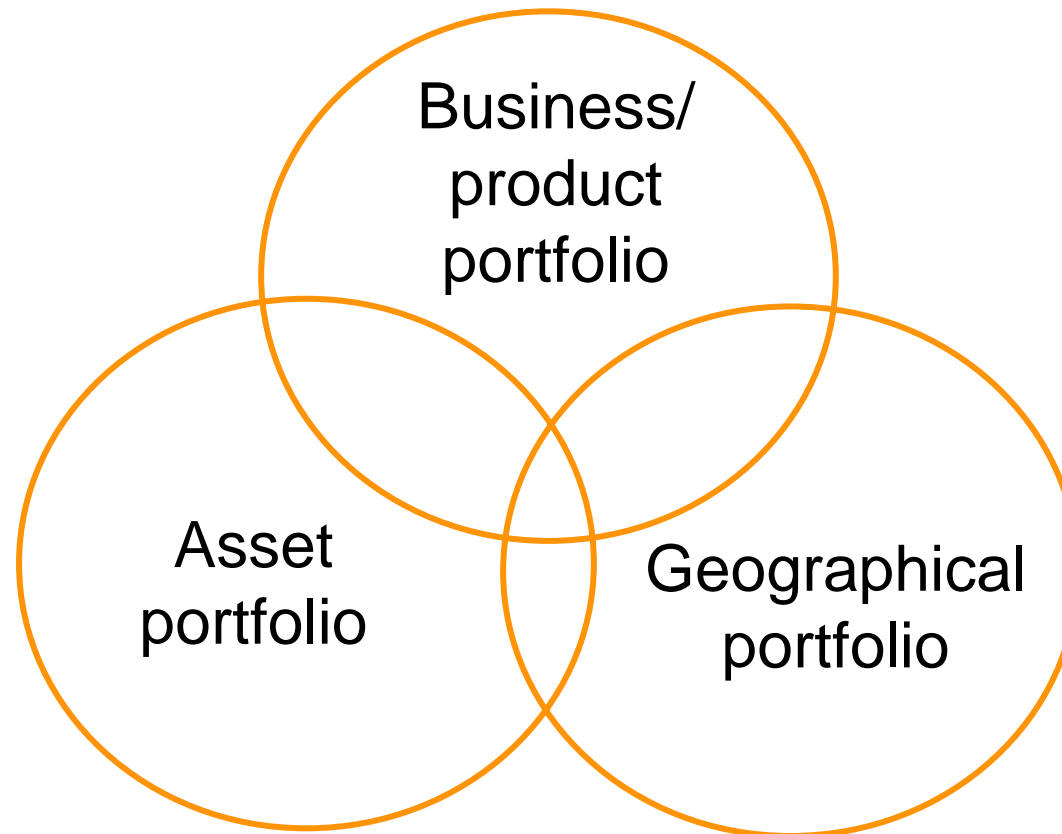 Business/
product
portfolio
Asset
portfolio
Geographical
portfolio